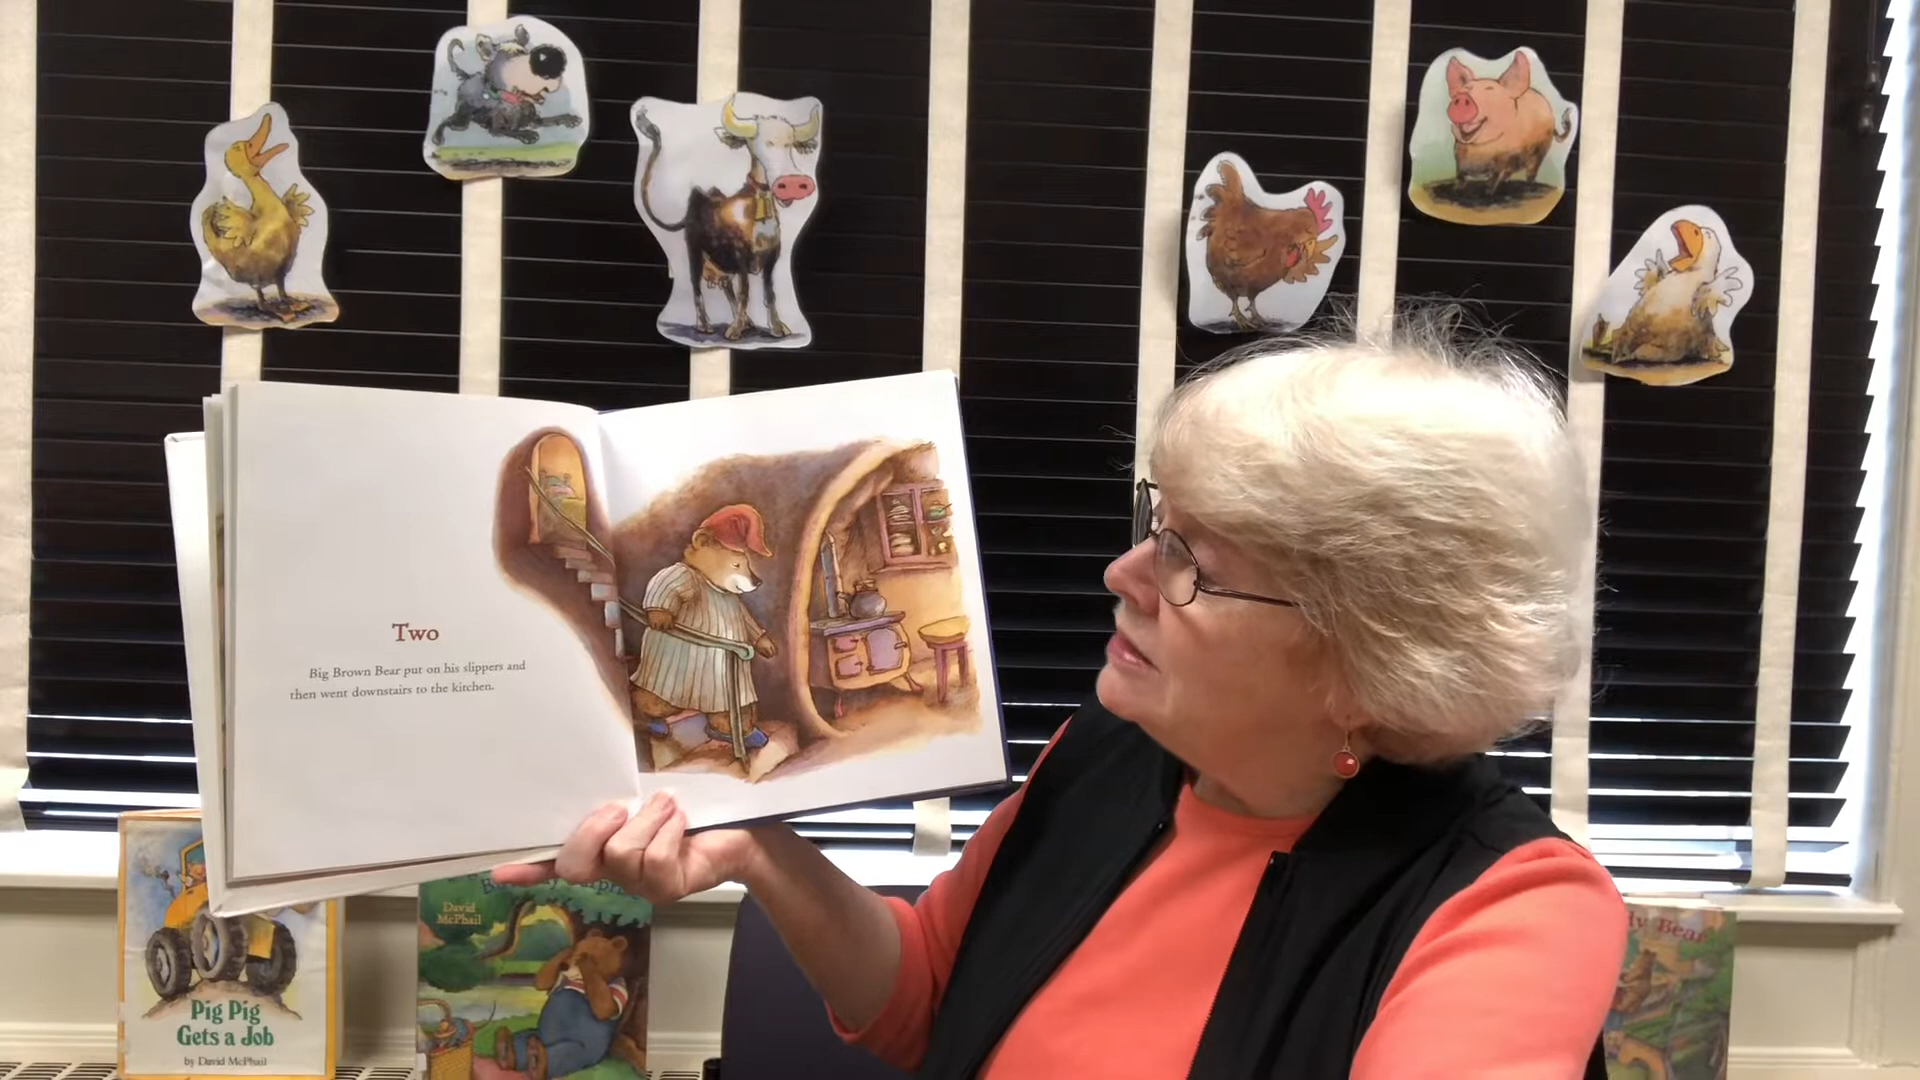 Two
Big Brown Bear put on his slippers and
then went downstairs to the kitchen.
Pig Pig
Gets a Job
by David McPhail
David
McPhail
Bear